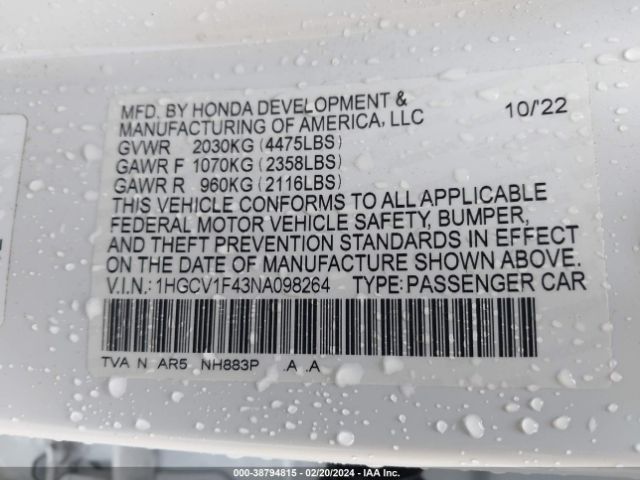 MFD. BY HONDA DEVELOPMENT & 10/'22
MANUFACTURING OF AMERICA, LLC
GVWR 2030KG (4475LBS)
GAWR F 1070KG (2358LBS)
GAWR R 960KG (2116LBS)
THIS VEHICLE CONFORMS TO ALL APPLICABLE
FEDERAL MOTOR VEHICLE SAFETY, BUMPER,
AND THEFT PREVENTION STANDARDS IN EFFECT
ON THE DATE OF MANUFACTURE SHOWN ABOVE.
V.I.N.: 1HGCV1F43NA098264 TYPE: PASSENGER CAR
TVA N AR5 NH883P .A .A
000-38794815 - 02/20/2024 - IAA Inc.